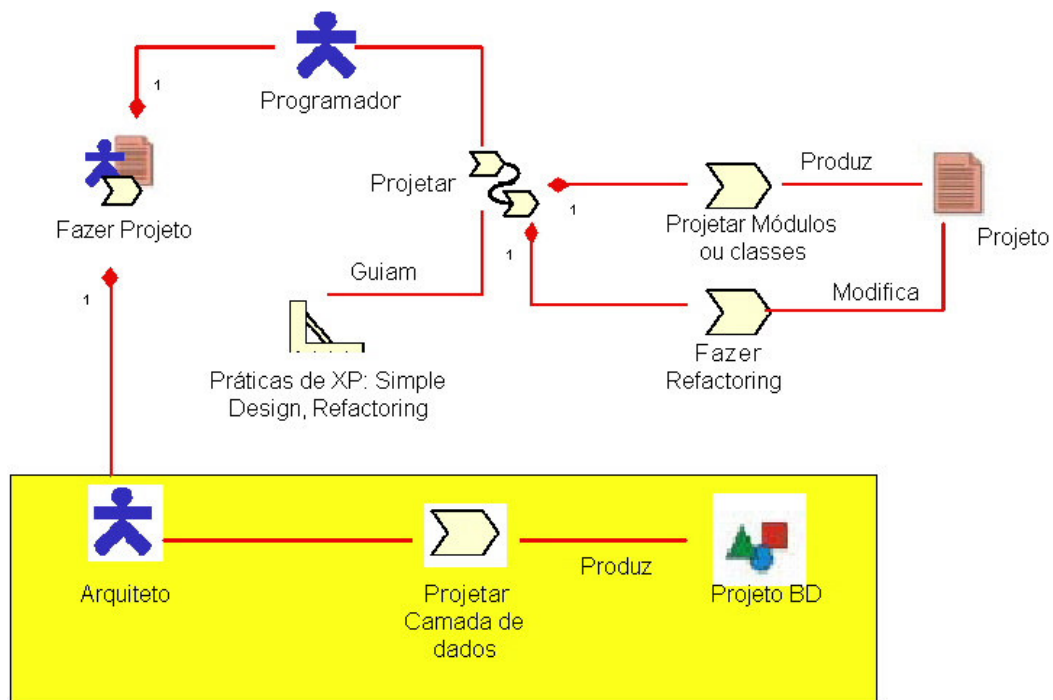 1
Programador
Fazer Projeto
Projetar
1
Produz
Projetar Módulos
ou classes
Projeto
1
1
Guiam
Modifica
Fazer
Refactoring
Práticas de XP: Simple
Design, Refactoring
Arquiteto
Projetar
Camada de
dados
Produz
Projeto BD